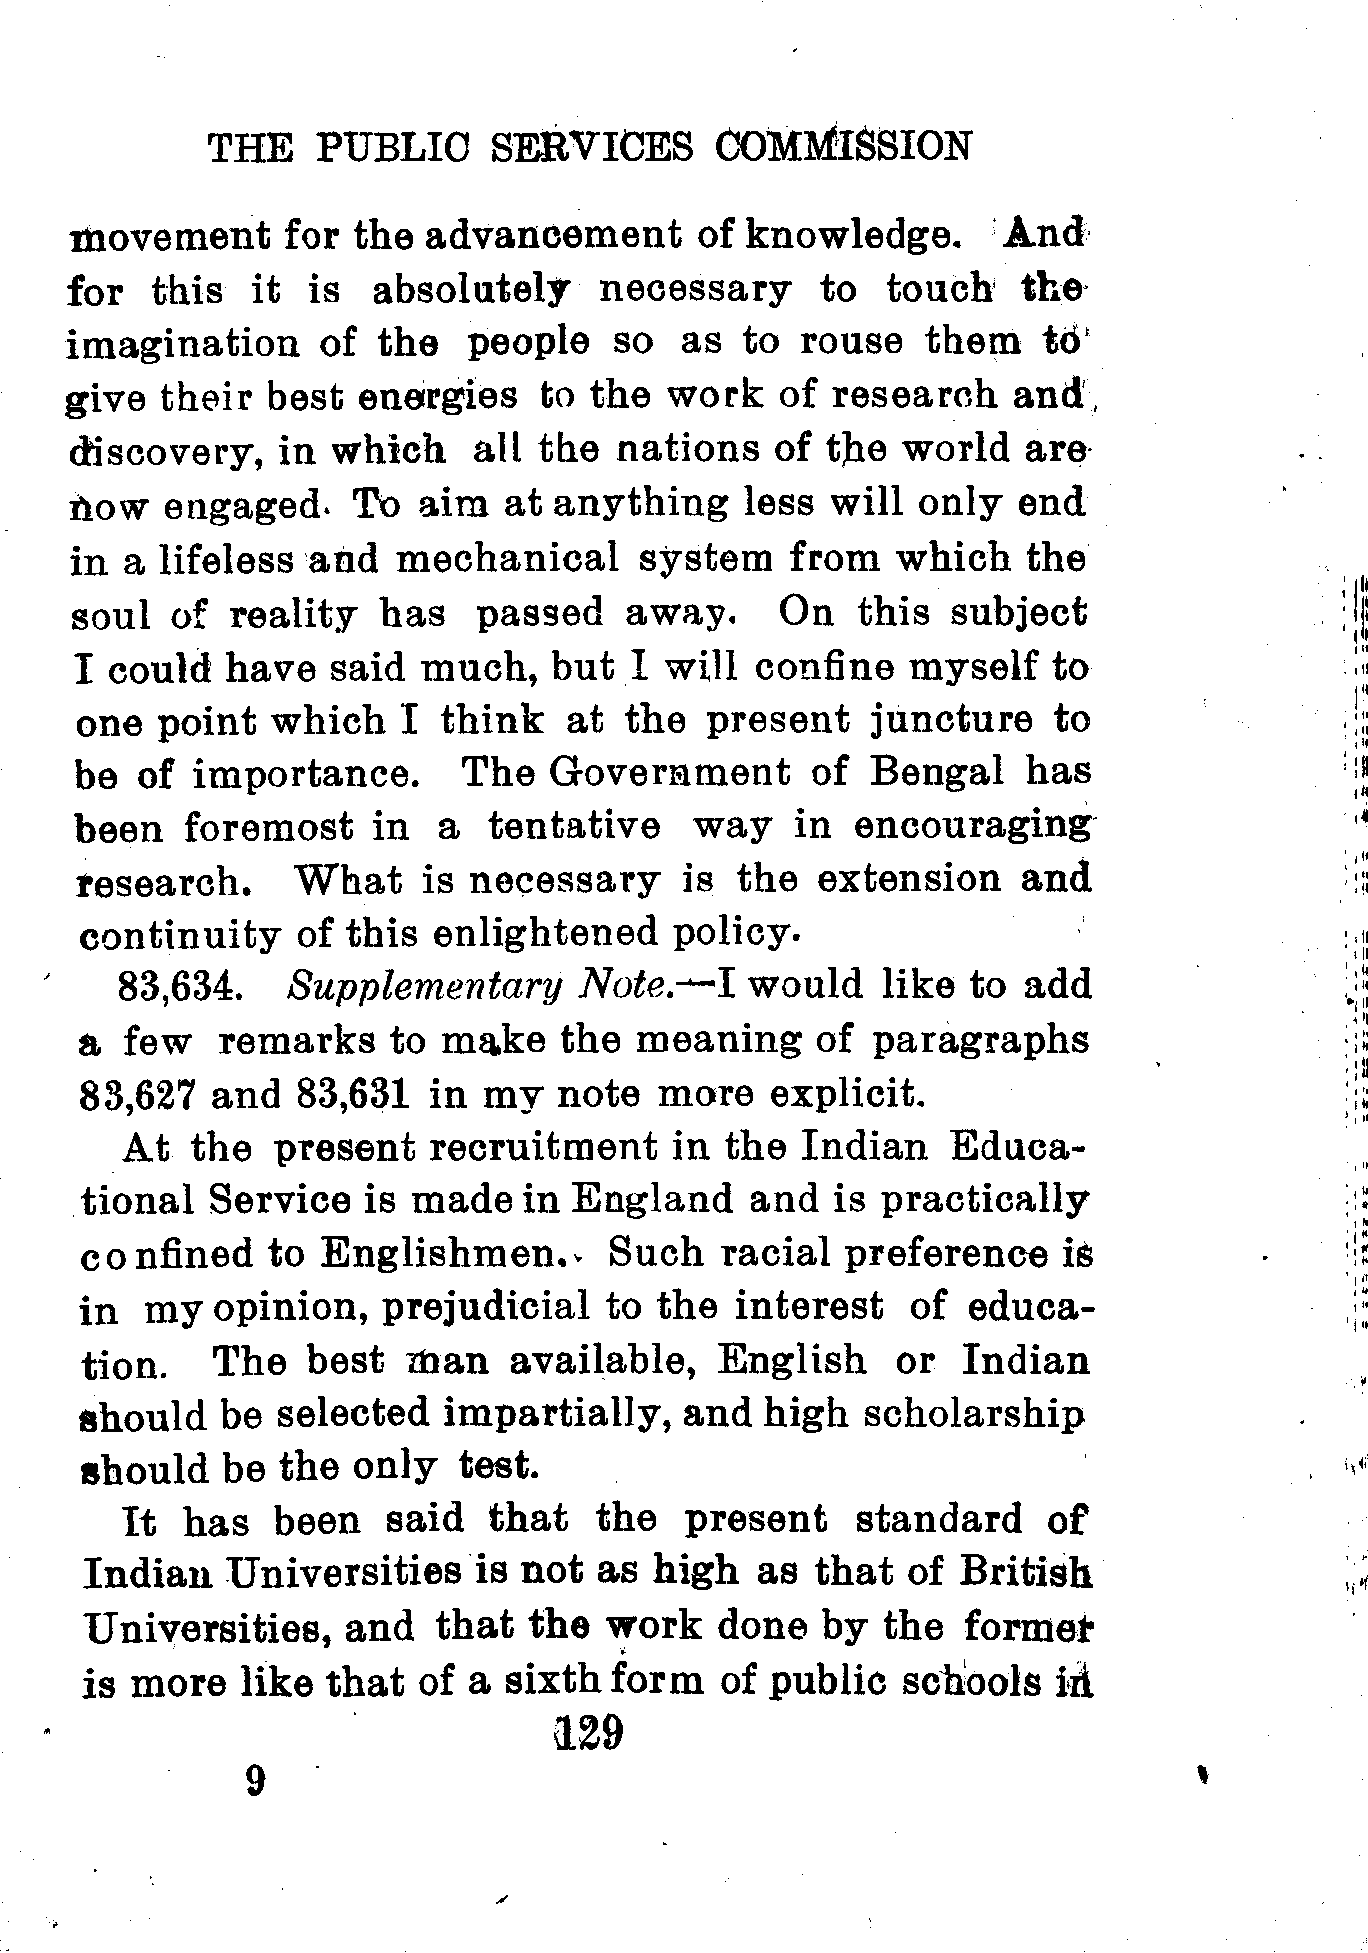 THE PUBLIC SERVICES COMMISSION
movement for the advancement of knowledge. And
for this it is absolutely necessary to touch the
imagination of the people so as to rouse them to
give their best energies to the work of research and
discovery, in which all the nations of the world are
now engaged. To aim at anything less will only end
in a lifeless and mechanical system from which the
soul of reality has passed away. On this subject
I could have said much, but I will confine myself to
one point which I think at the present juncture to
be of importance. The Government of Bengal has
been foremost in a tentative way in encouraging
research. What is necessary is the extension and
continuity of this enlightened policy.
83,634. Supplementary Note.—I would like to add
a few remarks to make the meaning of paragraphs
83,627 and 83,631 in my note more explicit.
At the present recruitment in the Indian Educa-
tional Service is made in England and is practically
confined to Englishmen. Such racial preference is
in my opinion, prejudicial to the interest of educa-
tion. The best man available, English or Indian
should be selected impartially, and high scholarship
should be the only test.
It has been said that the present standard of
Indian Universities is not as high as that of British
Universities, and that the work done by the former
is more like that of a sixth form of public schools in
129
9